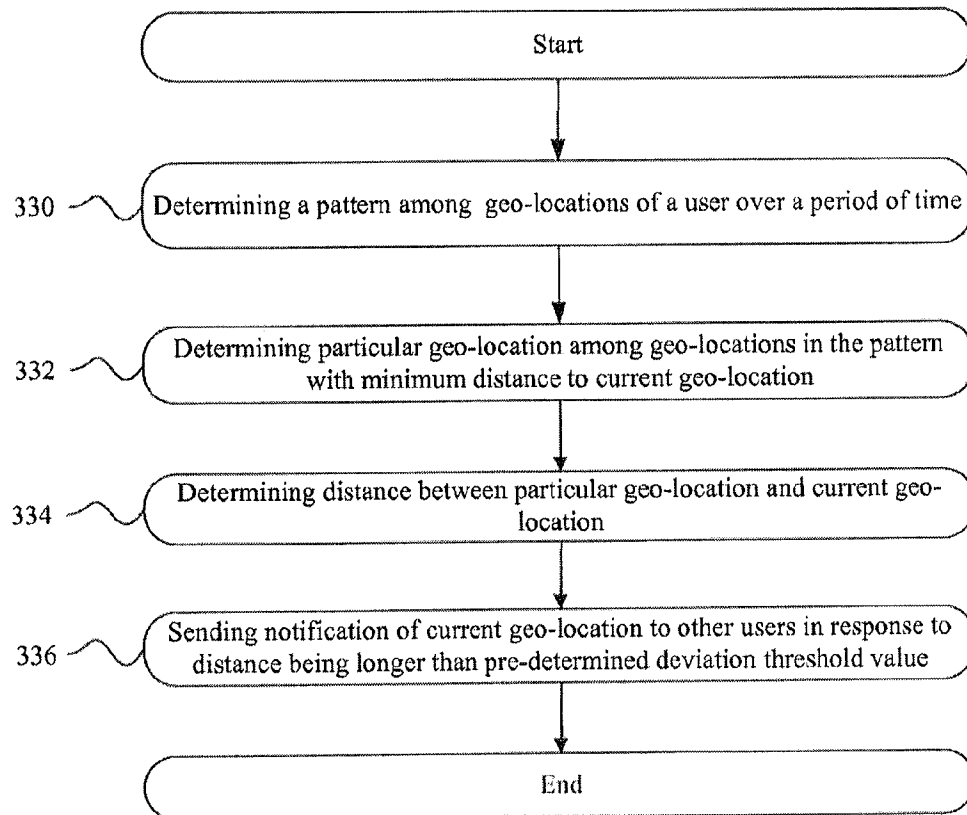 Start
330
Determining a pattern among geo-locations of a user over a period of time
332
Determining particular geo-location among geo-locations in the pattern
with minimum distance to current geo-location
334
Determining distance between particular geo-location and current geo-
location
336
Sending notification of current geo-location to other users in response to
distance being longer than pre-determined deviation threshold value
End